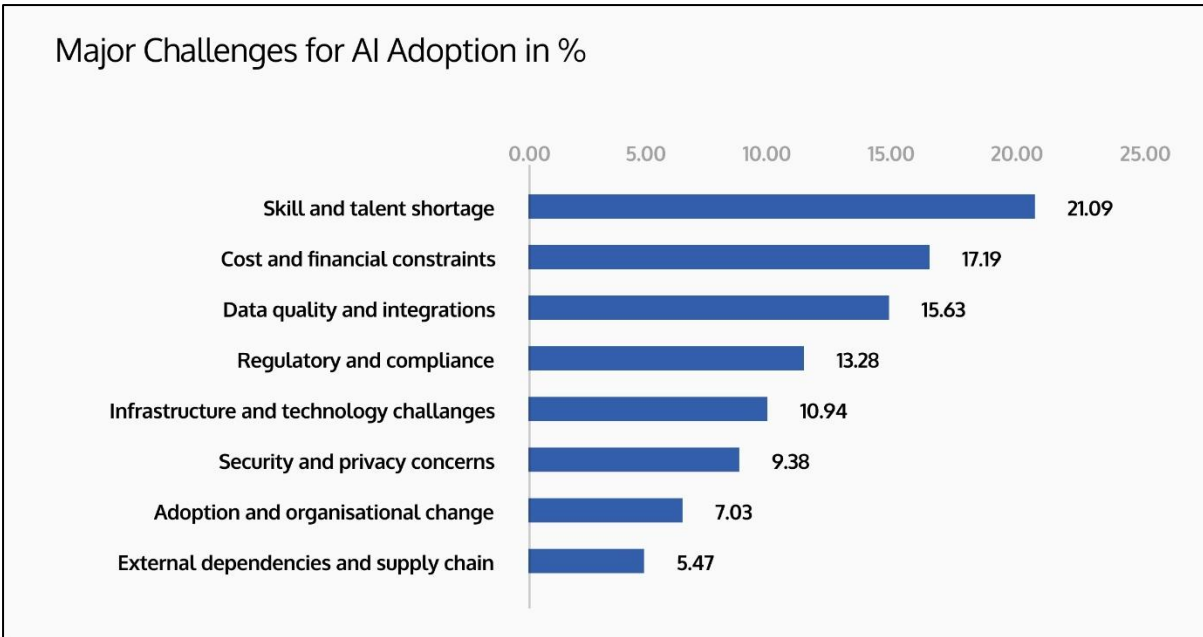 Major Challenges for AI Adoption in %
0.00 5.00 10.00 15.00 20.00 25.00
Skill and talent shortage 21.09
Cost and financial constraints 17.19
Data quality and integrations 15.63
Regulatory and compliance 13.28
Infrastructure and technology challanges 10.94
Security and privacy concerns 9.38
Adoption and organisational change 7.03
External dependencies and supply chain 5.47